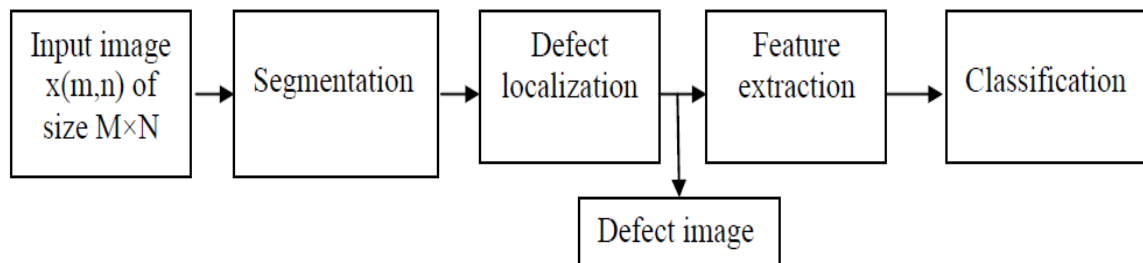 Input image
x(m,n) of
size M×N
Segmentation
Defect
localization
Feature
extraction
Classification
Defect image